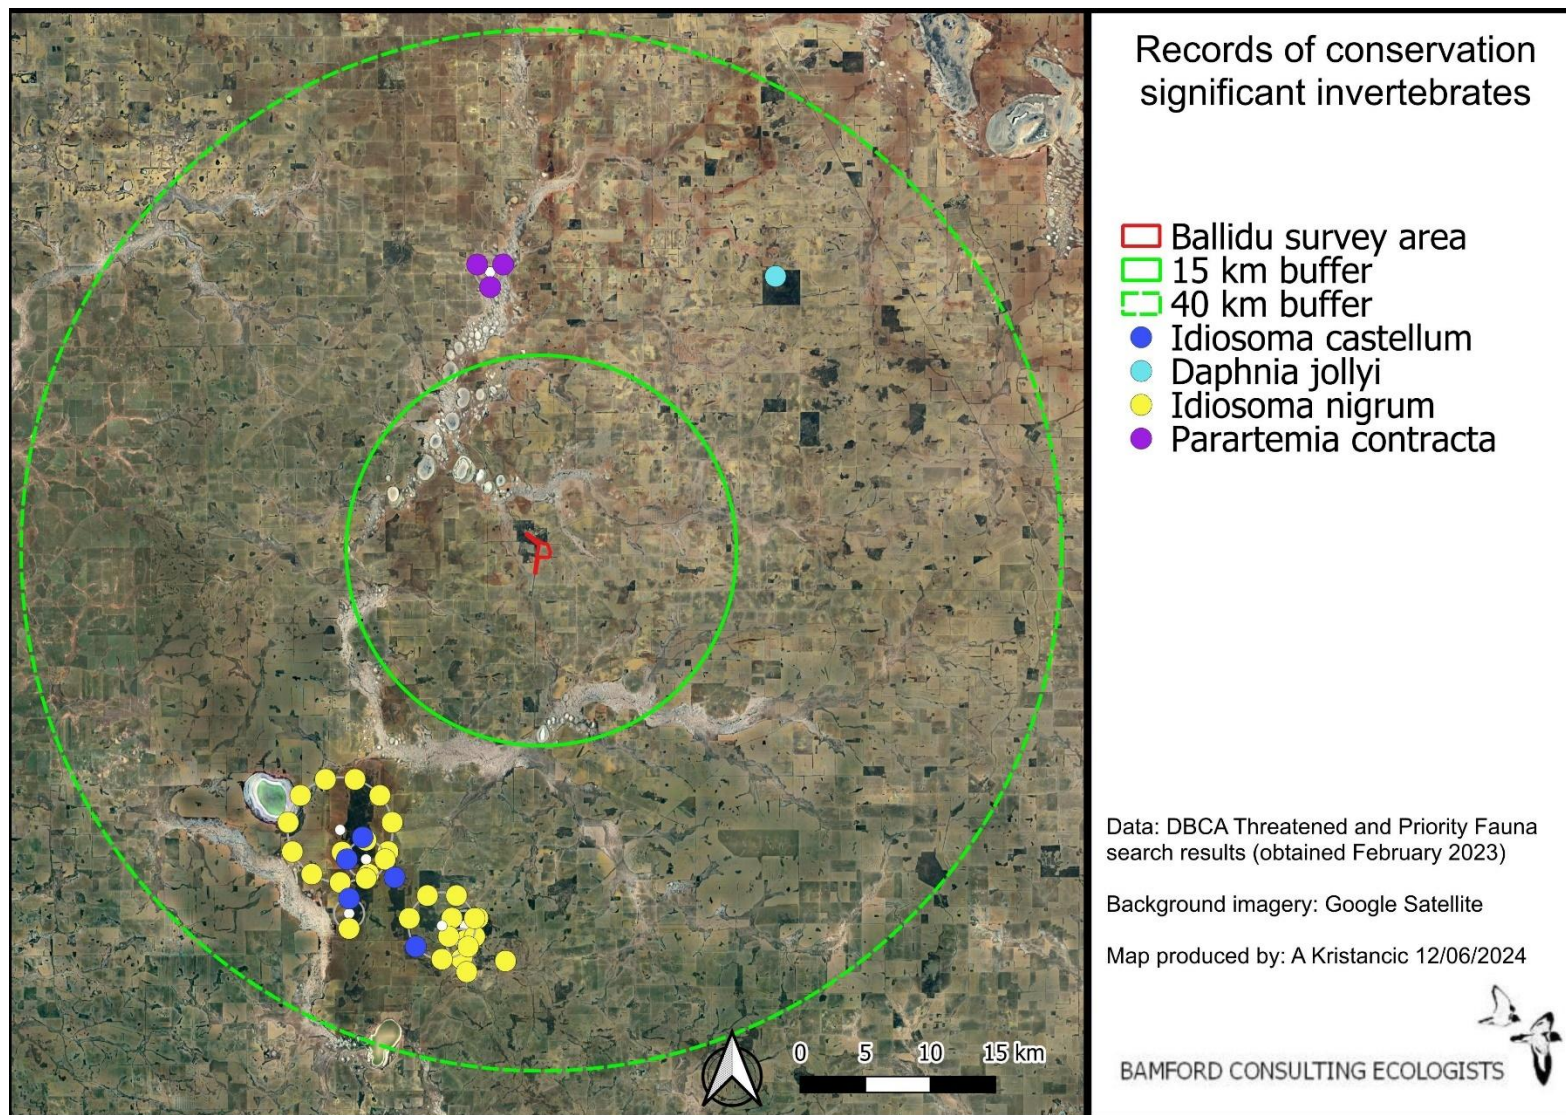 Records of conservation
significant invertebrates
Ballidu survey area
15 km buffer
40 km buffer
Idiosoma castellum
Daphnia jollyi
Idiosoma nigrum
Parartemia contracta
Data: DBCA Threatened and Priority Fauna
search results (obtained February 2023)
Background imagery: Google Satellite
Map produced by: A Kristancic 12/06/2024
0 5 10 15 km
BAMFORD CONSULTING ECOLOGISTS